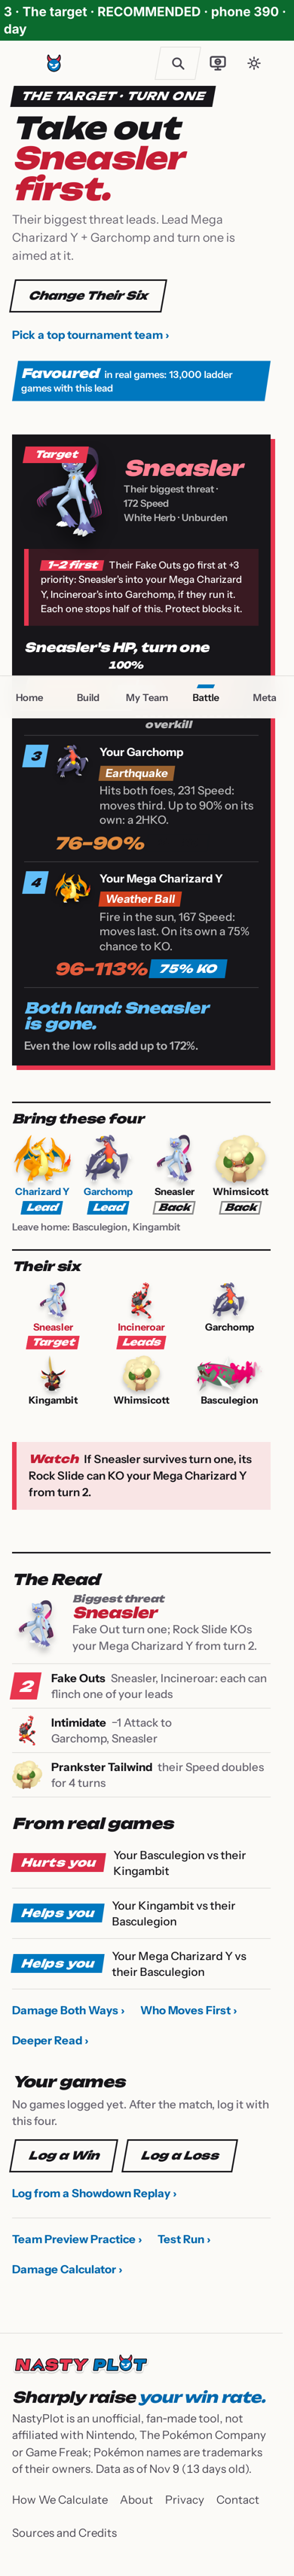 3 · The target · RECOMMENDED · phone 390 ·
day
THE TARGET · TURN ONE
Take out
Sneasler
first.
Their biggest threat leads. Lead Mega
Charizard Y + Garchomp and turn one is
aimed at it.
Change Their Six
Pick a top tournament team ›
Favoured in real games: 13,000 ladder
games with this lead
Target
Sneasler
Their biggest threat ·
172 Speed
White Herb · Unburden
1–2 first Their Fake Outs go first at +3
priority: Sneasler's into your Mega Charizard
Y, Incineroar's into Garchomp, if they run it.
Each one stops half of this. Protect blocks it.
Sneasler's HP, turn one
100%
Home
Build
My Team
Battle
Meta
overkill
3
Your Garchomp
Earthquake
Hits both foes, 231 Speed:
moves third. Up to 90% on its
own: a 2HKO.
76–90%
4
Your Mega Charizard Y
Weather Ball
Fire in the sun, 167 Speed:
moves last. On its own a 75%
chance to KO.
96–113% 75% KO
Both land: Sneasler
is gone.
Even the low rolls add up to 172%.
Bring these four
Charizard Y
Garchomp
Sneasler
Whimsicott
Lead
Lead
Back
Back
Leave home: Basculegion, Kingambit
Their six
Sneasler
Incineroar
Garchomp
Target
Leads
Kingambit
Whimsicott
Basculegion
Watch If Sneasler survives turn one, its
Rock Slide can KO your Mega Charizard Y
from turn 2.
The Read
Biggest threat
Sneasler
Fake Out turn one; Rock Slide KOs
your Mega Charizard Y from turn 2.
2
Fake Outs Sneasler, Incineroar: each can
flinch one of your leads
Intimidate −1 Attack to
Garchomp, Sneasler
Prankster Tailwind their Speed doubles
for 4 turns
From real games
Hurts you
Your Basculegion vs their
Kingambit
Helps you
Your Kingambit vs their
Basculegion
Helps you
Your Mega Charizard Y vs
their Basculegion
Damage Both Ways ›
Who Moves First ›
Deeper Read ›
Your games
No games logged yet. After the match, log it with
this four.
Log a Win
Log a Loss
Log from a Showdown Replay ›
Team Preview Practice ›
Test Run ›
Damage Calculator ›
NASTY PLOT
Sharply raise your win rate.
NastyPlot is an unofficial, fan-made tool, not
affiliated with Nintendo, The Pokémon Company
or Game Freak; Pokémon names are trademarks
of their owners. Data as of Nov 9 (13 days old).
How We Calculate
About
Privacy
Contact
Sources and Credits